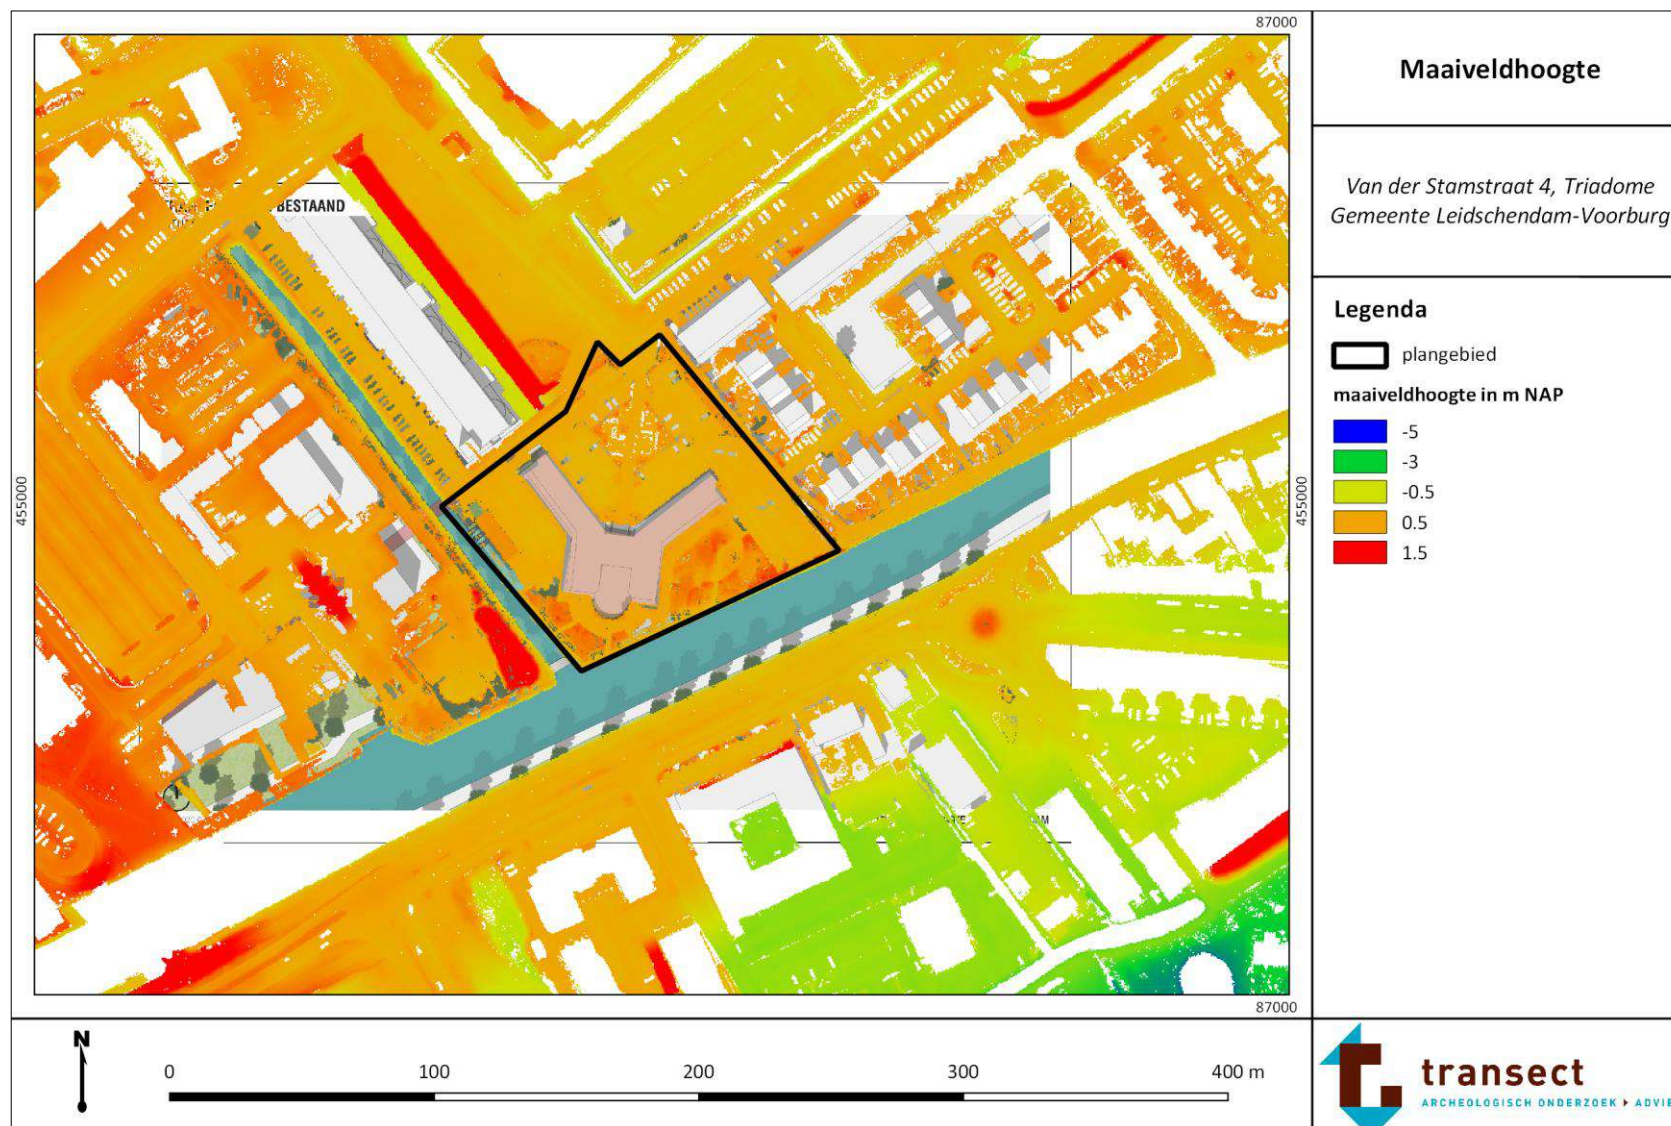 87000
455000
455000
87000
BESTAAND
Maaiveldhoogte
Van der Stamstraat 4, Triadome
Gemeente Leidschendam-Voorburg
Legenda
plangebied
maaiveldhoogte in m NAP
-5
-3
-0.5
0.5
1.5
N
0 100 200 300 400 m
transect
ARCHEOLOGISCH ONDERZOEK ADVIE